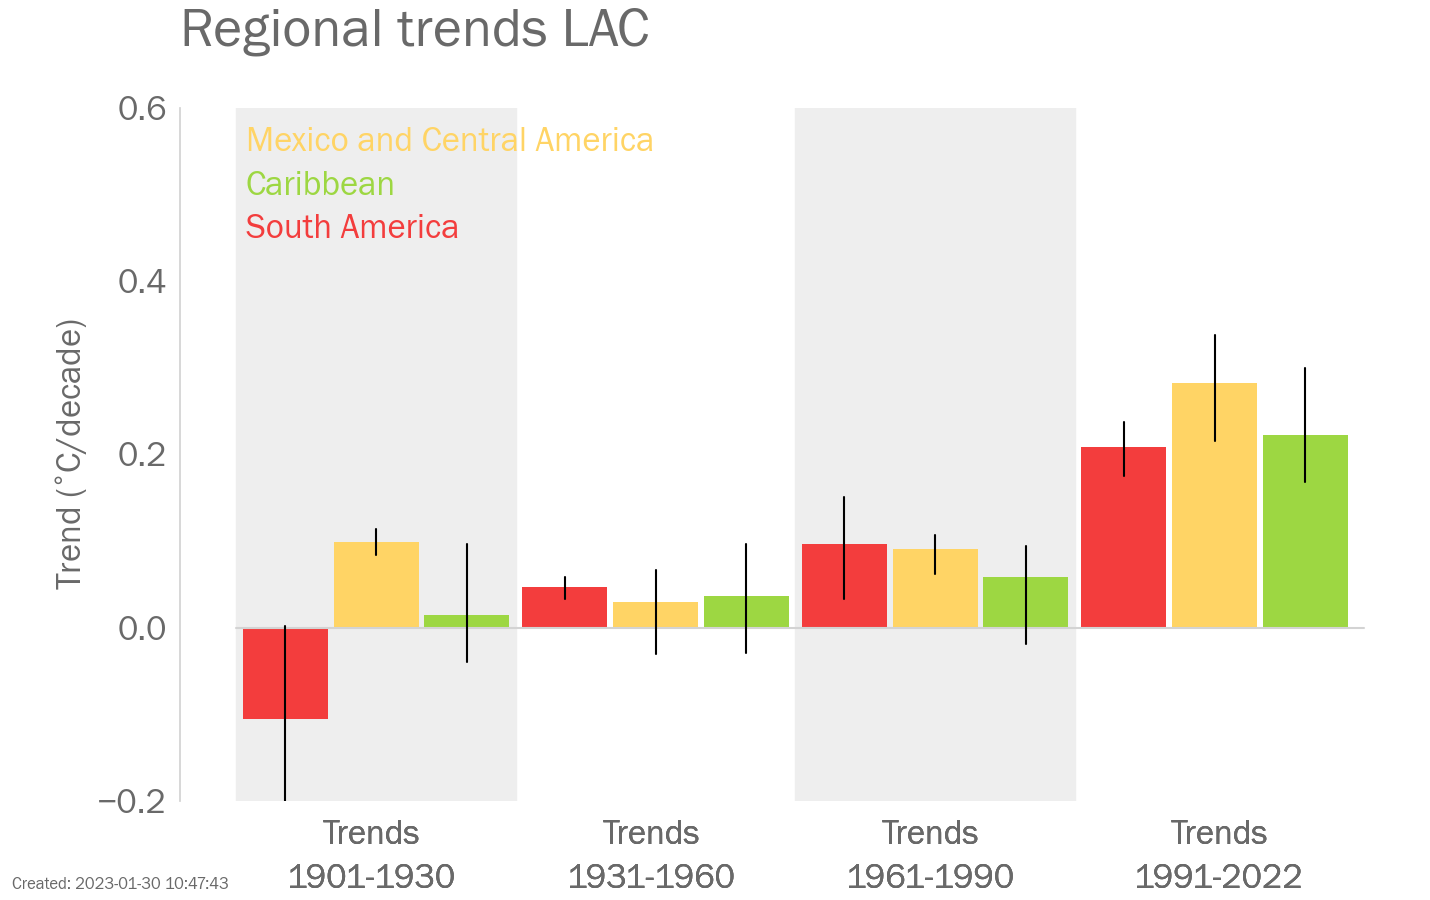 Regional trends LAC
0.6
Mexico and Central America
Caribbean
South America
0.4
Trend (°C/decade)
0.2
0.0
−0.2
Trends
1901-1930
Trends
1931-1960
Trends
1961-1990
Trends
1991-2022
Created: 2023-01-30 10:47:43